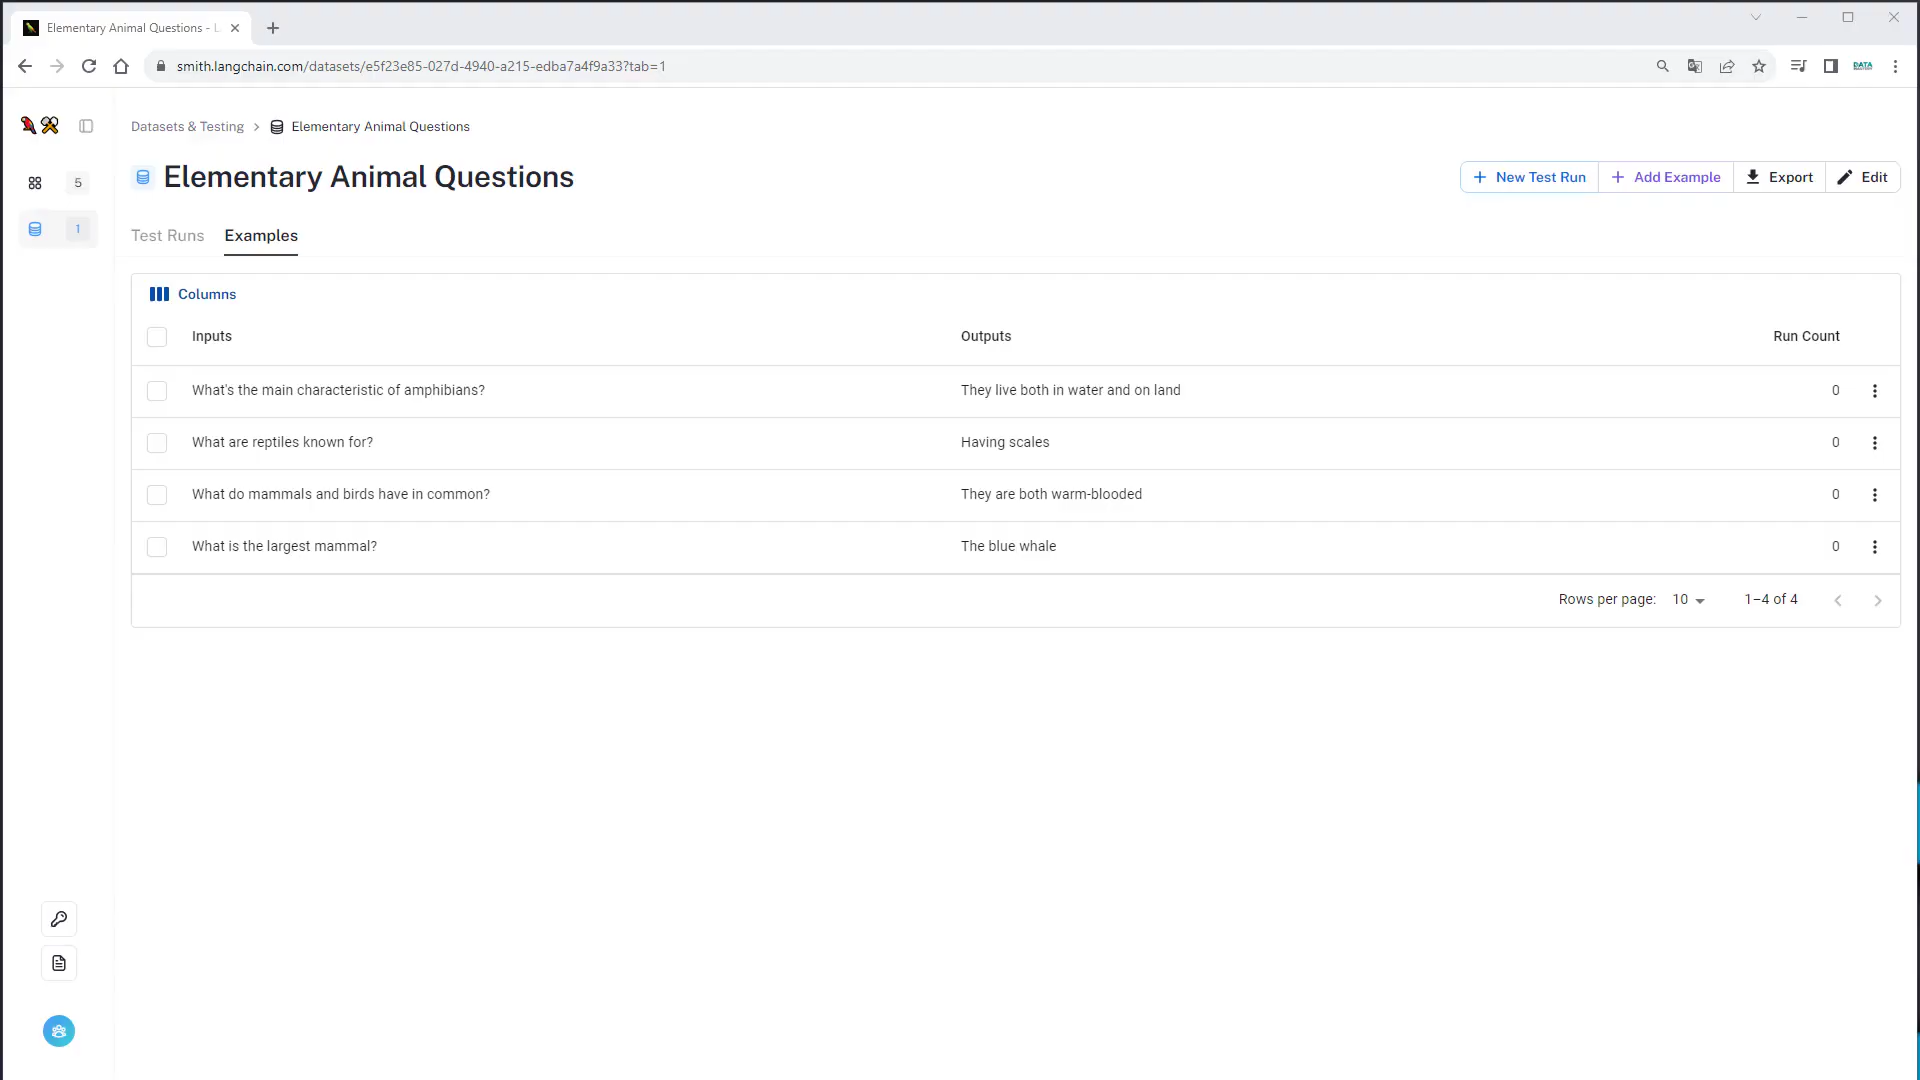 Elementary Animal Questions - L
smith.langchain.com/datasets/e5f23e85-027d-4940-a215-edba7a4f9a33?tab=1
DATA
Datasets & Testing > Elementary Animal Questions
5
1
Elementary Animal Questions
New Test Run Add Example Export Edit
Test Runs Examples
Columns
Inputs Outputs Run Count
What's the main characteristic of amphibians? They live both in water and on land 0
What are reptiles known for? Having scales 0
What do mammals and birds have in common? They are both warm-blooded 0
What is the largest mammal? The blue whale 0
Rows per page: 10 1–4 of 4